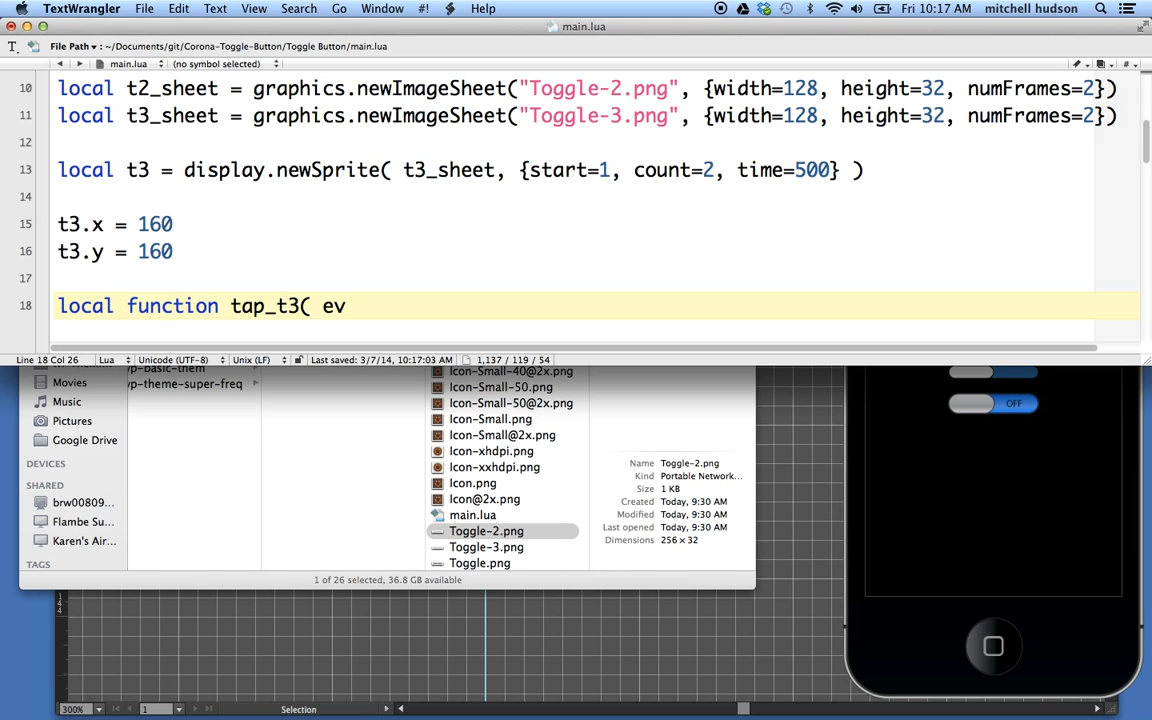 TextWrangler File Edit Text View Search Go Window #! Help Fri 10:17 AM mitchell hudson
main.lua
File Path ▾ : ~/Documents/git/Corona-Toggle-Button/Toggle Button/main.lua
main.lua (no symbol selected)
10 local t2_sheet = graphics.newImageSheet("Toggle-2.png", {width=128, height=32, numFrames=2})
11 local t3_sheet = graphics.newImageSheet("Toggle-3.png", {width=128, height=32, numFrames=2})
12
13 local t3 = display.newSprite( t3_sheet, {start=1, count=2, time=500} )
14
15 t3.x = 160
16 t3.y = 160
17
18 local function tap_t3( ev
Line 18 Col 26 Lua Unicode (UTF-8) Unix (LF) Last saved: 3/7/14, 10:17:03 AM 1,137 / 119 / 54
Movies
Music
Pictures
Google Drive
DEVICES
SHARED
brw00809...
Flambe Su...
Karen's Air...
TAGS
wp-basic-them
wp-theme-super-freq
Icon-Small-40@2x.png
Icon-Small-50.png
Icon-Small-50@2x.png
Icon-Small.png
Icon-Small@2x.png
Icon-xhdpi.png
Icon-xxhdpi.png
Icon.png
Icon@2x.png
main.lua
Toggle-2.png
Toggle-3.png
Toggle.png
Name Toggle-2.png
Kind Portable Network...
Size 1 KB
Created Today, 9:30 AM
Modified Today, 9:30 AM
Last opened Today, 9:30 AM
Dimensions 256 × 32
1 of 26 selected, 36.8 GB available
OFF
300% 1 Selection